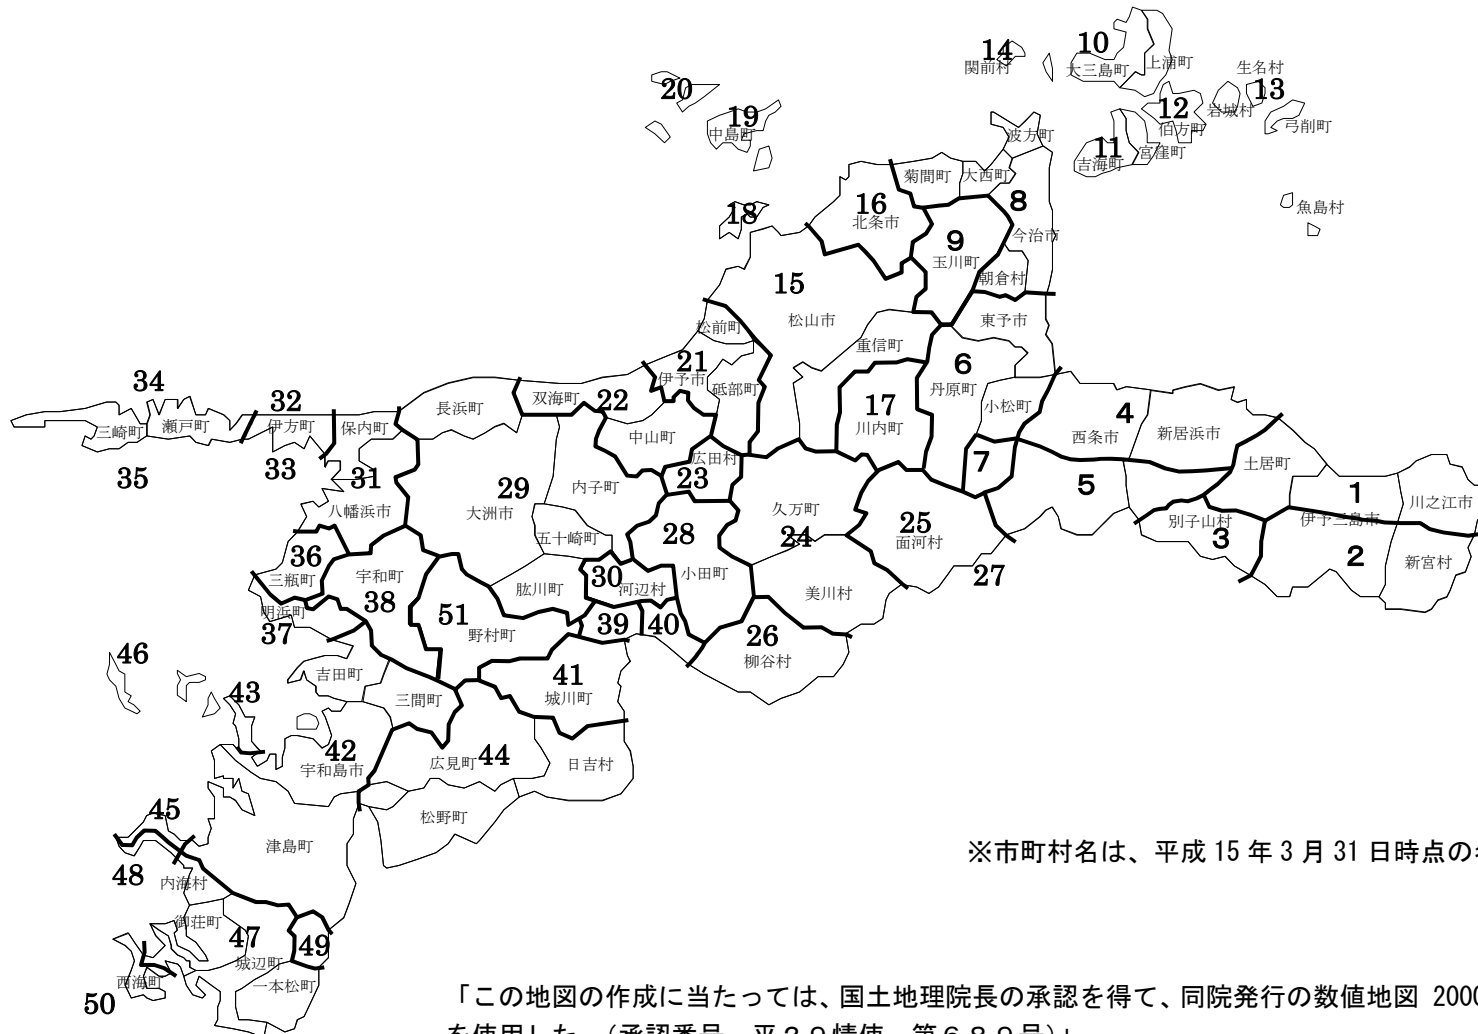 14
関前村
10
大三島町
上浦町
生名村
13
20
19
中島町
12
伯方町
岩城村
弓削町
波方町
11
吉海町
宮窪町
菊間町
大西町
8
魚島村
18
16
北条市
9
玉川町
今治市
朝倉村
15
松山市
松前町
東予市
重信町
6
丹原町
21
伊予市
砥部町
34
32
35
三崎町
瀬戸町
伊方町
33
保内町
31
長浜町
双海町
22
中山町
17
川内町
小松町
4
西条市
新居浜市
7
5
土居町
1
川之江市
伊予三島市
別子山村
3
2
新宮村
広田村
23
29
大洲市
内子町
八幡浜市
久万町
24
25
面河村
27
五十崎町
28
小田町
36
三瓶町
宇和町
38
30
河辺村
肱川町
美川村
明浜町
37
51
野村町
39
40
26
柳谷村
46
吉田町
41
城川町
43
三間町
42
宇和島市
広見町
44
日吉村
松野町
45
津島町
48
内海村
御荘町
47
城辺町
49
西海町
一本松町
50
※市町村名は、平成 15 年 3 月 31 日時点の
「この地図の作成に当たっては、国土地理院長の承認を得て、同院発行の数値地図 2000